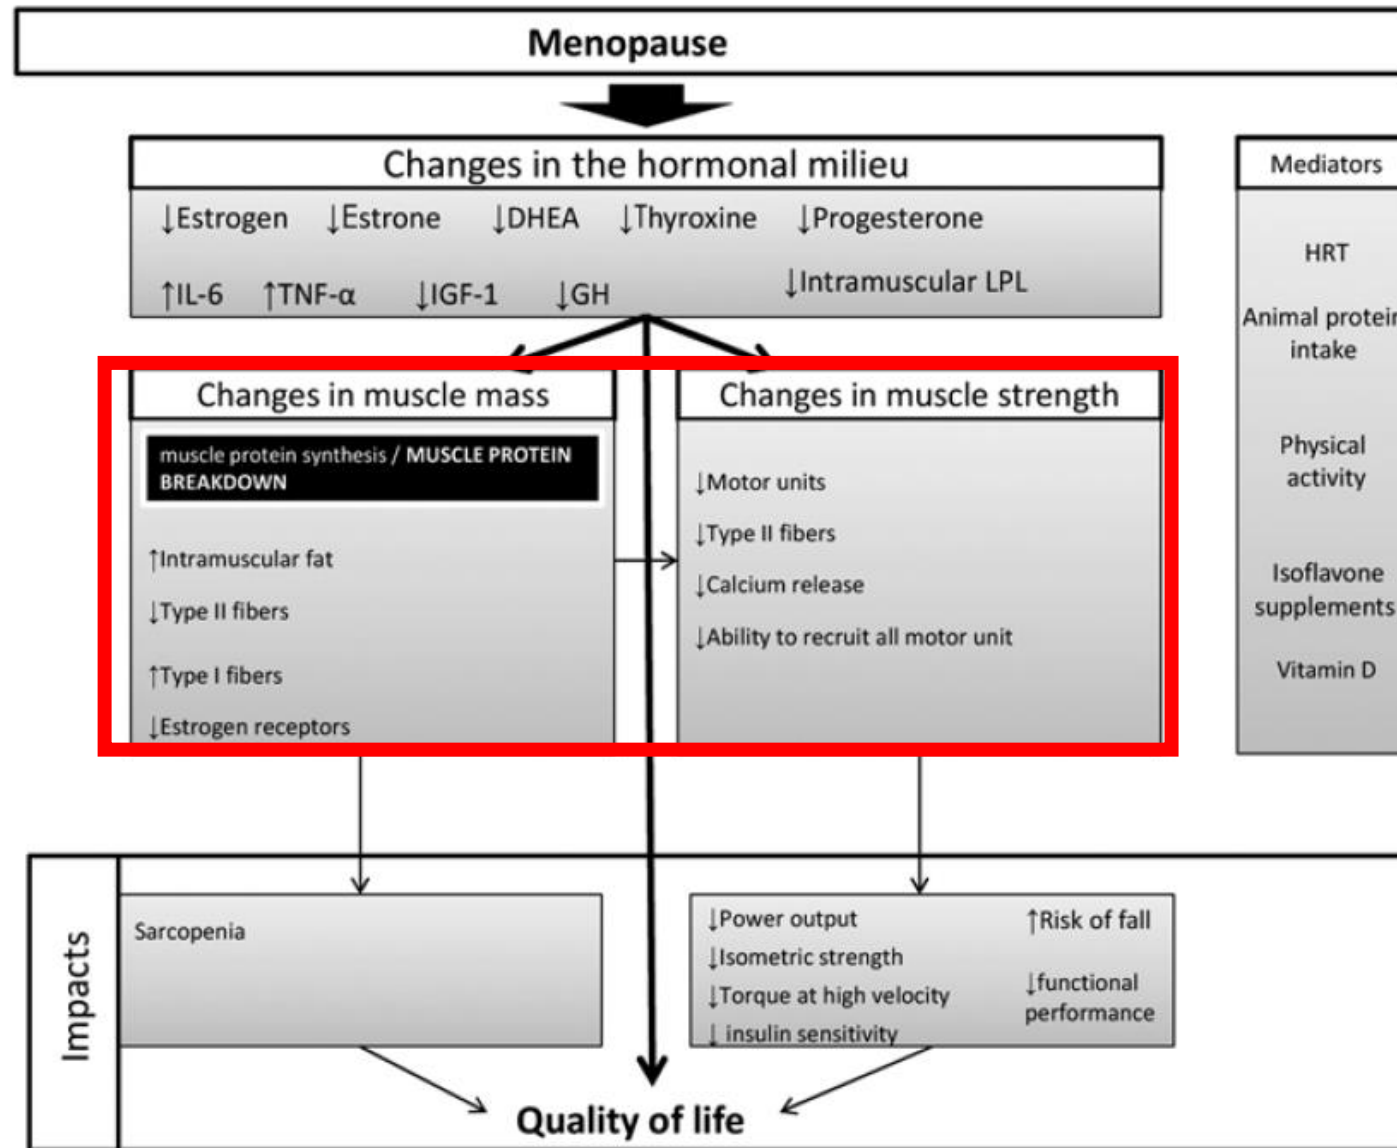 Menopause
Changes in the hormonal milieu
↓Estrogen ↓Estrone ↓DHEA ↓Thyroxine ↓Progesterone
↑IL-6 ↑TNF-α ↓IGF-1 ↓GH ↓Intramuscular LPL
Mediators
HRT
Animal protein
intake
Physical
activity
Isoflavone
supplements
Vitamin D
Changes in muscle mass
muscle protein synthesis / MUSCLE PROTEIN
BREAKDOWN
↑Intramuscular fat
↓Type II fibers
↑Type I fibers
↓Estrogen receptors
Changes in muscle strength
↓Motor units
↓Type II fibers
↓Calcium release
↓Ability to recruit all motor unit
Impacts
Sarcopenia
↓Power output
↓Isometric strength
↓Torque at high velocity
↓ insulin sensitivity
↑Risk of fall
↓functional
performance
Quality of life